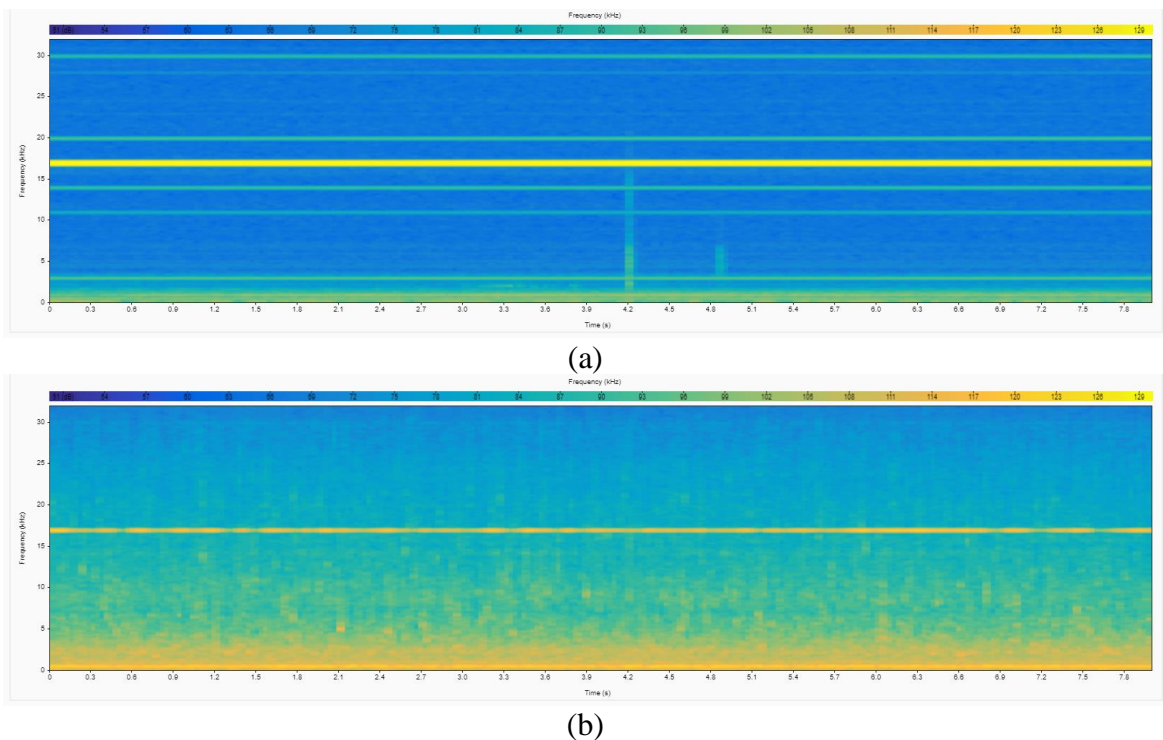 Frequency (kHz)
51 (dB) 54 57 60 63 66 69 72 75 78 81 84 87 90 93 96 99 102 105 108 111 114 117 120 123 126 129
30
25
20
15
10
5
0
Frequency (kHz)
0 0.3 0.6 0.9 1.2 1.5 1.8 2.1 2.4 2.7 3.0 3.3 3.6 3.9 4.2 4.5 4.8 5.1 5.4 5.7 6.0 6.3 6.6 6.9 7.2 7.5 7.8
Time (s)
(a)
Frequency (kHz)
51 (dB) 54 57 60 63 66 69 72 75 78 81 84 87 90 93 96 99 102 105 108 111 114 117 120 123 126 129
30
25
20
15
10
5
0
Frequency (kHz)
0 0.3 0.6 0.9 1.2 1.5 1.8 2.1 2.4 2.7 3.0 3.3 3.6 3.9 4.2 4.5 4.8 5.1 5.4 5.7 6.0 6.3 6.6 6.9 7.2 7.5 7.8
Time (s)
(b)